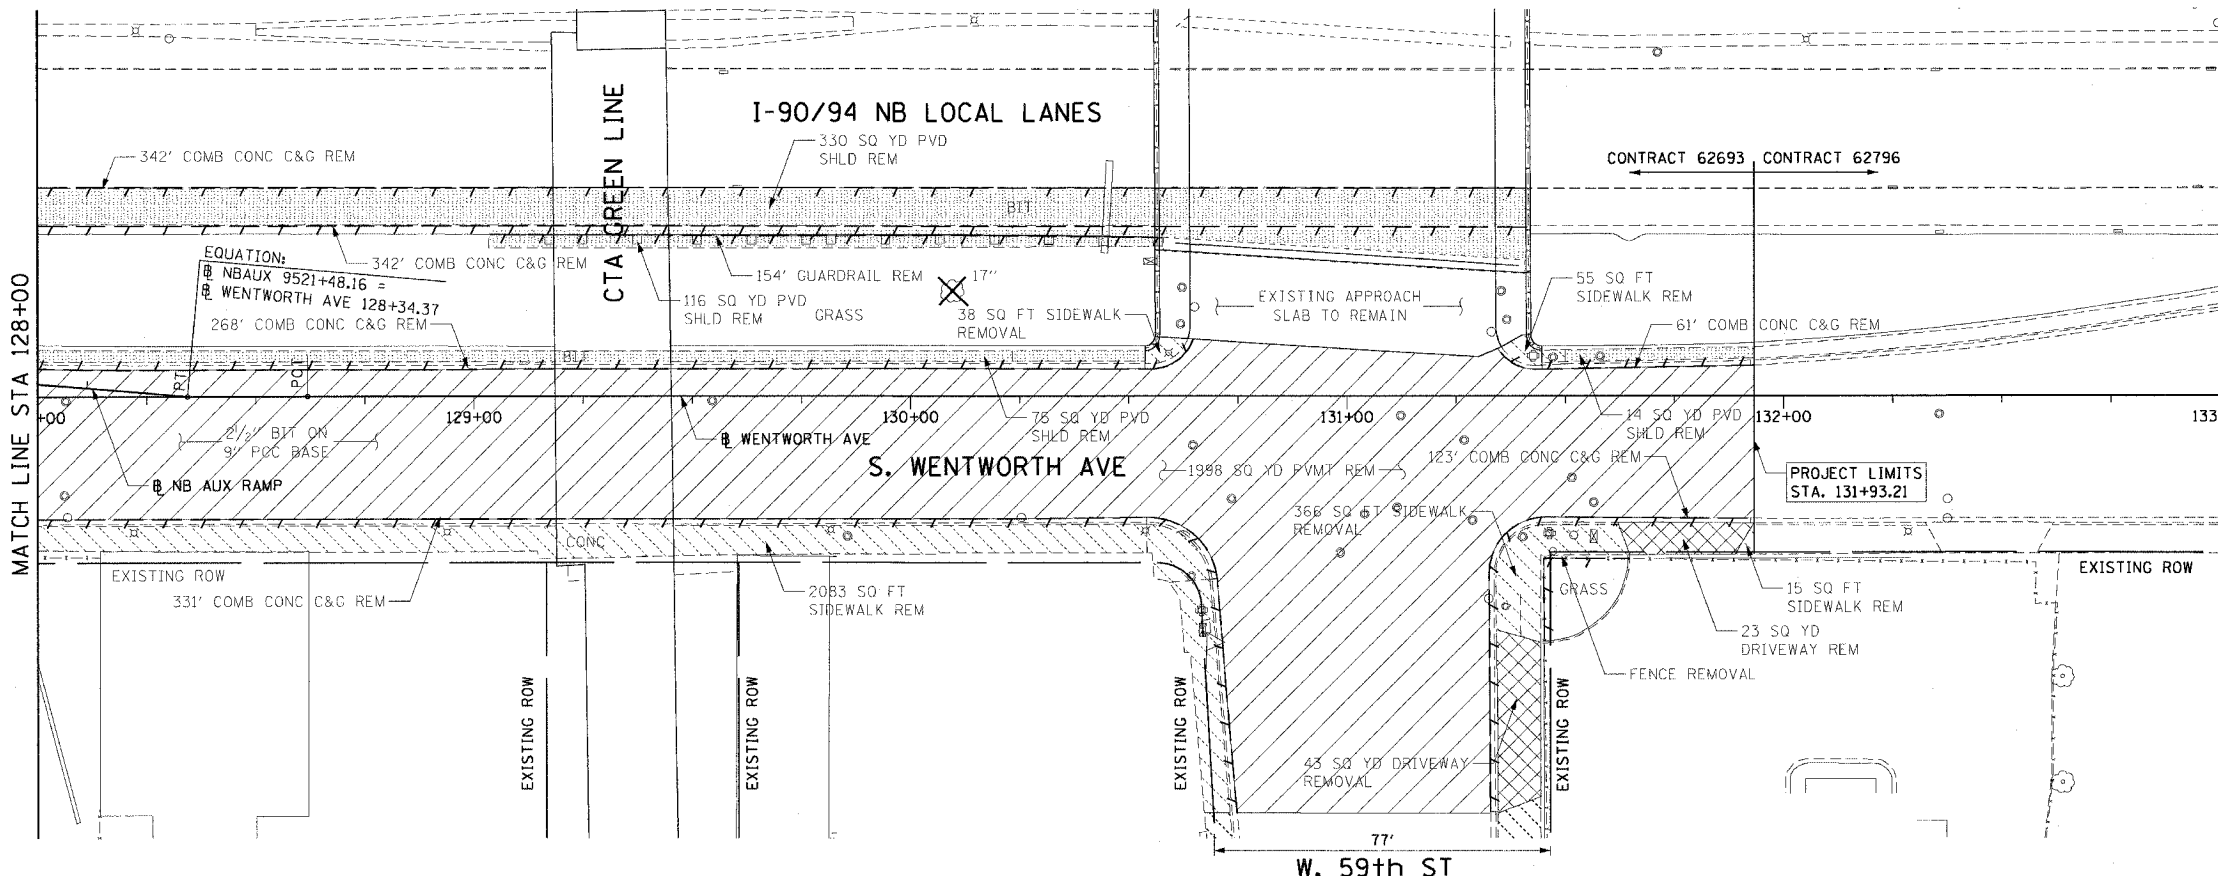 I-90/94 NB LOCAL LANES
330 SQ YD PVD
SHLD REM
342' COMB CONC C&G REM
CONTRACT 62693
CONTRACT 62796
CTA GREEN LINE
BIT
EQUATION:
NBAUX 9521+48.16 =
WENTWORTH AVE 128+34.37
342' COMB CONC C&G REM
154' GUARDRAIL REM
17"
116 SQ YD PVD
SHLD REM
GRASS
38 SQ FT SIDEWALK
REMOVAL
EXISTING APPROACH
SLAB TO REMAIN
55 SQ FT
SIDEWALK REM
268' COMB CONC C&G REM
61' COMB CONC C&G REM
MATCH LINE STA 128+00
BIT
PT
POT
+00
129+00
130+00
131+00
132+00
133
2½" BIT ON
9" PCC BASE
℄ WENTWORTH AVE
75 SQ YD PVD
SHLD REM
14 SQ YD PVD
SHLD REM
S. WENTWORTH AVE
1998 SQ YD PVMT REM
123' COMB CONC C&G REM
NB AUX RAMP
PROJECT LIMITS
STA. 131+93.21
366 SQ FT SIDEWALK
REMOVAL
CONC
EXISTING ROW
331' COMB CONC C&G REM
2083 SQ FT
SIDEWALK REM
GRASS
15 SQ FT
SIDEWALK REM
EXISTING ROW
23 SQ YD
DRIVEWAY REM
FENCE REMOVAL
EXISTING ROW
EXISTING ROW
EXISTING ROW
EXISTING ROW
43 SQ YD DRIVEWAY
REMOVAL
77'
W. 59th ST